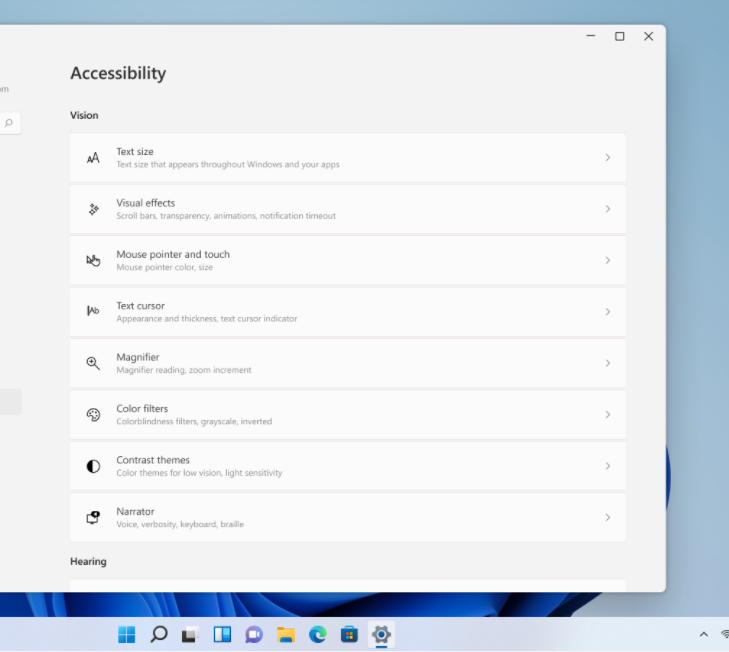 Accessibility
om
Vision
Text size
Text size that appears throughout Windows and your apps
Visual effects
Scroll bars, transparency, animations, notification timeout
Mouse pointer and touch
Mouse pointer color, size
Text cursor
Appearance and thickness, text cursor indicator
Magnifier
Magnifier reading, zoom increment
Color filters
Colorblindness filters, grayscale, inverted
Contrast themes
Color themes for low vision, light sensitivity
Narrator
Voice, verbosity, keyboard, braille
Hearing